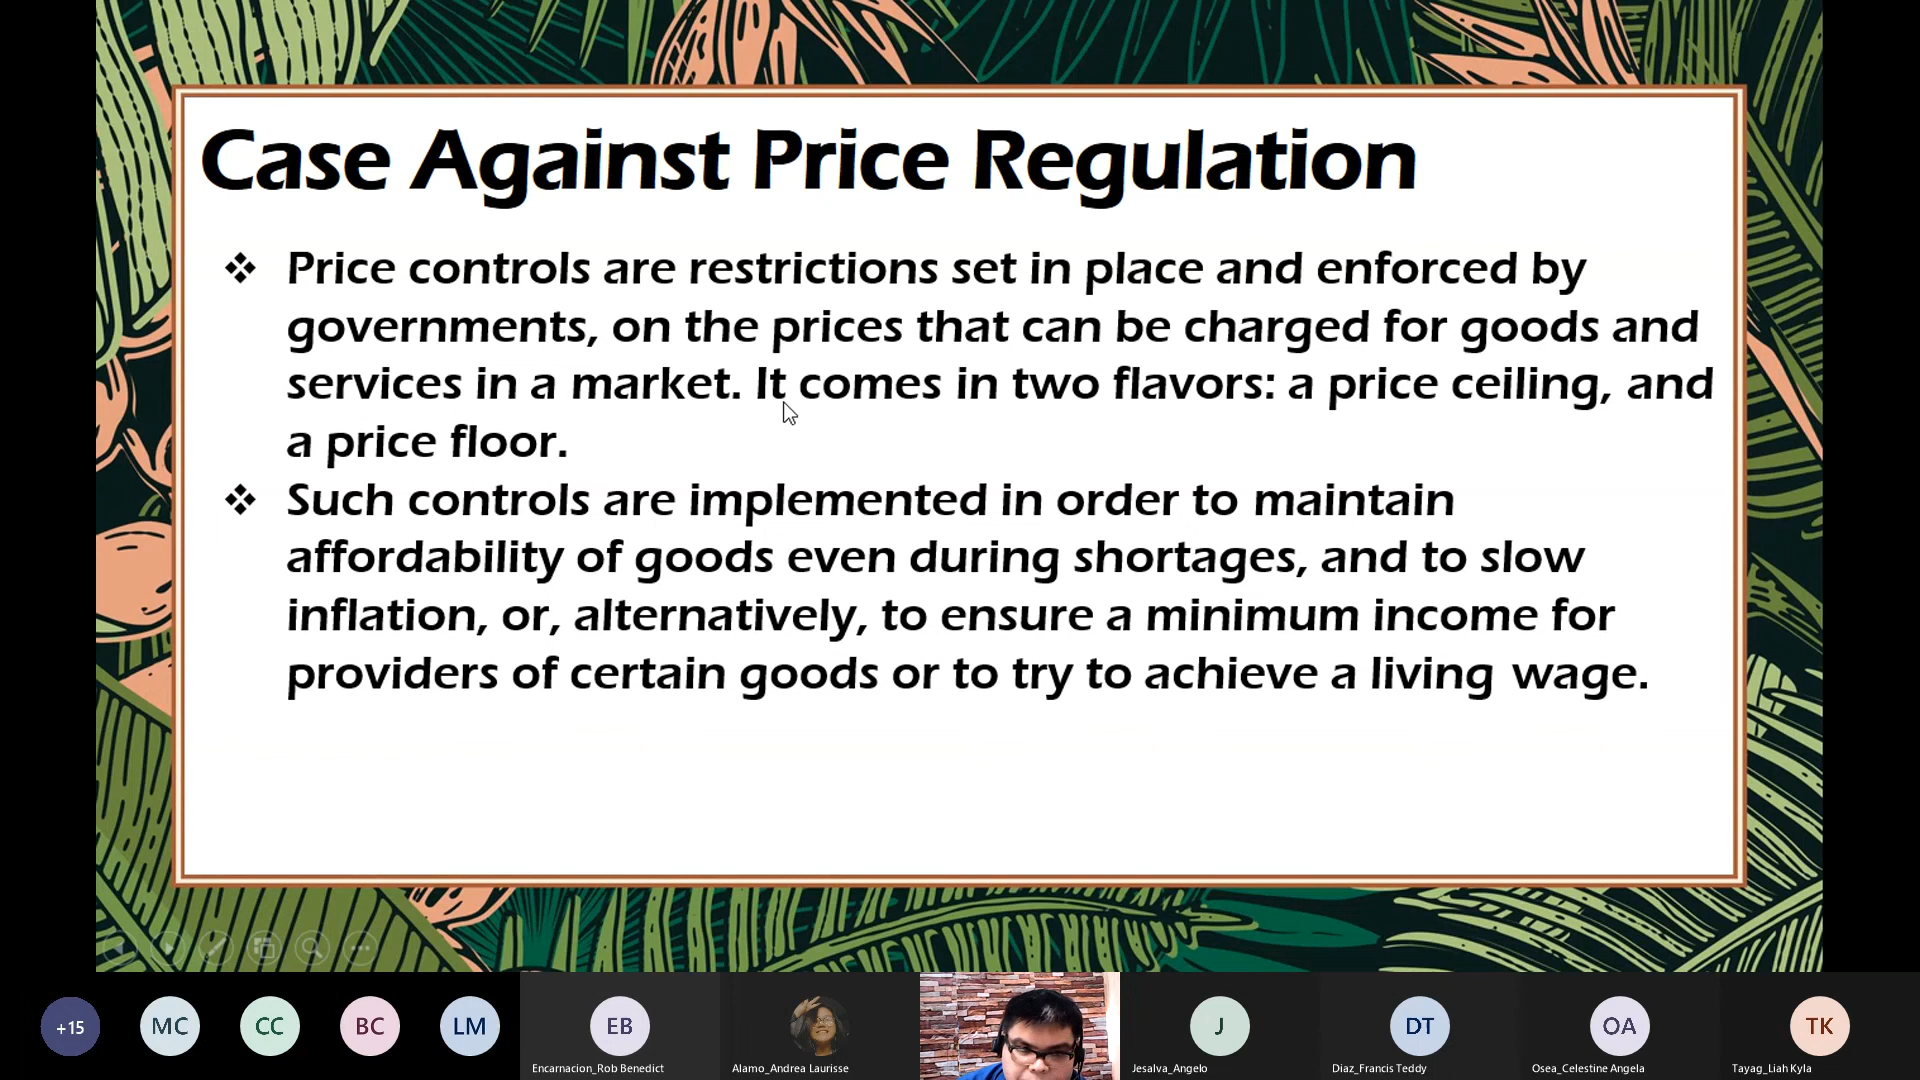 Case Against Price Regulation
❖ Price controls are restrictions set in place and enforced by
governments, on the prices that can be charged for goods and
services in a market. It comes in two flavors: a price ceiling, and
a price floor.
❖ Such controls are implemented in order to maintain
affordability of goods even during shortages, and to slow
inflation, or, alternatively, to ensure a minimum income for
providers of certain goods or to try to achieve a living wage.
+15 MC CC BC LM EB J DT OA TK
Encarnacion_Rob Benedict Alamo_Andrea Laurisse Jesalva_Angelo Diaz_Francis Teddy Osea_Celestine Angela Tayag_Liah Kyla